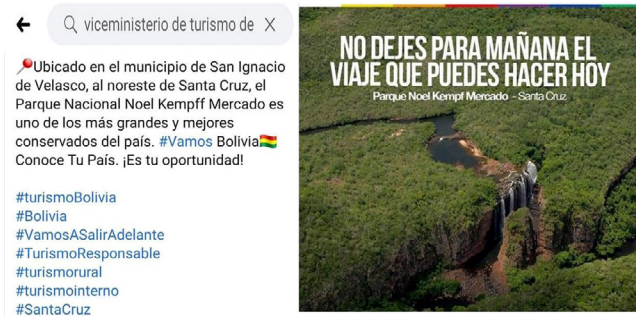 viceministerio de turismo de
Ubicado en el municipio de San Ignacio
de Velasco, al noreste de Santa Cruz, el
Parque Nacional Noel Kempff Mercado es
uno de los más grandes y mejores
conservados del país. #Vamos Bolivia
Conoce Tu País. ¡Es tu oportunidad!
#turismoBolivia
#Bolivia
#VamosASalirAdelante
#TurismoResponsable
#turismorural
#turismointerno
#SantaCruz
NO DEJES PARA MAÑANA EL
VIAJE QUE PUEDES HACER HOY
Parque Noel Kempf Mercado - Santa Cruz